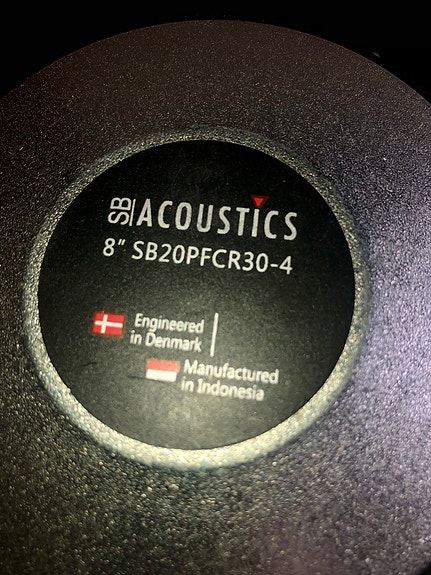 SB ACOUSTICS
8" SB20PFCR30-4
Engineered
in Denmark
Manufactured
in Indonesia